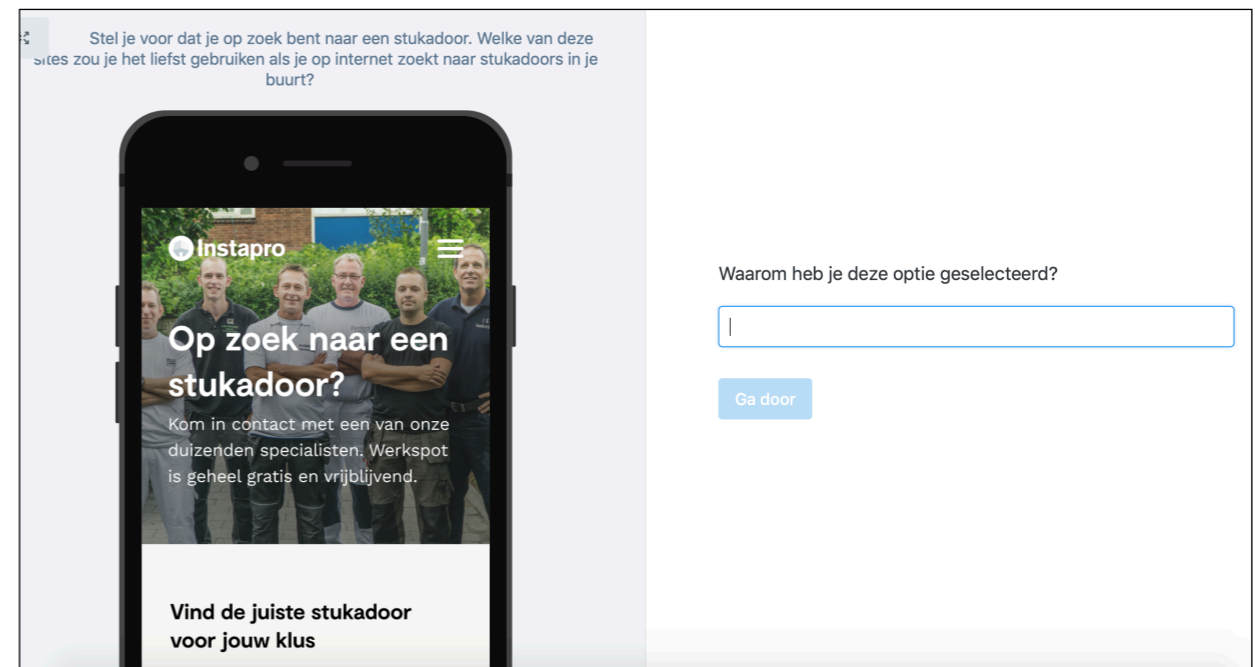 Stel je voor dat je op zoek bent naar een stukadoor. Welke van deze
sites zou je het liefst gebruiken als je op internet zoekt naar stukadoors in je
buurt?
Instapro
Op zoek naar een
stukadoor?
Kom in contact met een van onze
duizenden specialisten. Werkspot
is geheel gratis en vrijblijvend.
Vind de juiste stukadoor
voor jouw klus
Waarom heb je deze optie geselecteerd?
Ga door